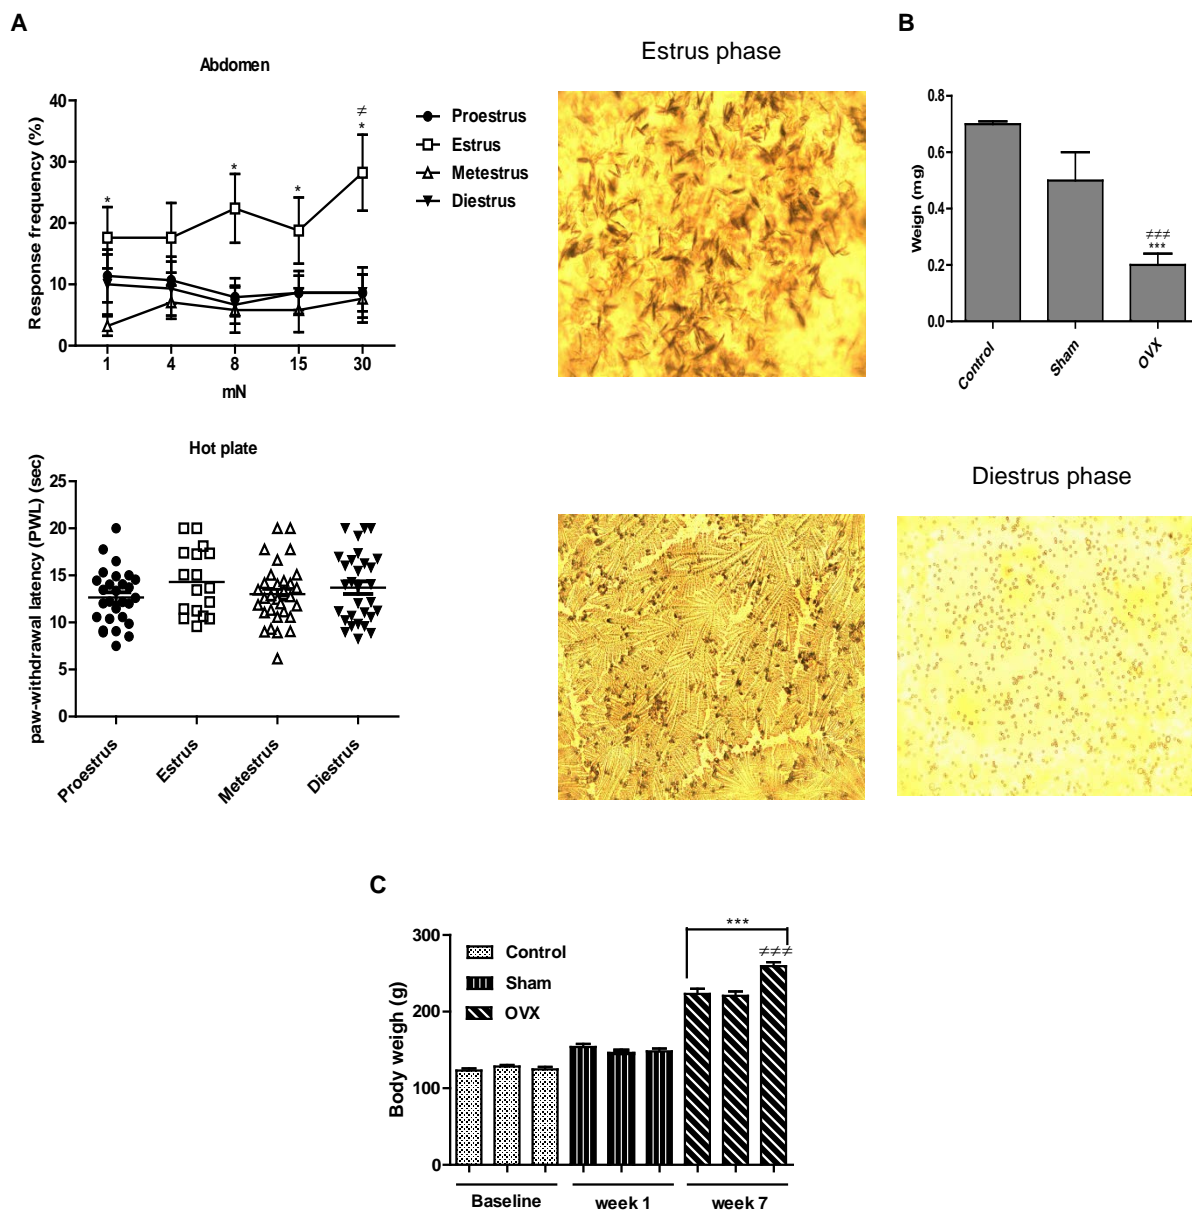 A
Abdomen
Response frequency (%)
40
30
20
10
0
1 4 8 15 30
mN
≠
*
*
*
*
Proestrus
Estrus
Metestrus
Diestrus
Estrus phase
B
Weigh (mg)
0.8
0.6
0.4
0.2
0.0
≠≠≠
***
Control
Sham
OVX
Hot plate
paw-withdrawal latency (PWL) (sec)
25
20
15
10
5
0
Proestrus
Estrus
Metestrus
Diestrus
Diestrus phase
C
Body weigh (g)
300
200
100
0
Control
Sham
OVX
***
≠≠≠
Baseline week 1 week 7